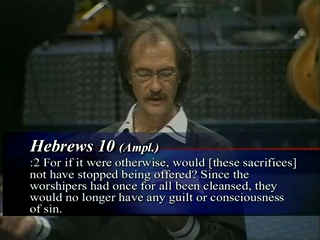 Hebrews 10 (Ampl.)
:2 For if it were otherwise, would [these sacrifices]
not have stopped being offered? Since the
worshipers had once for all been cleansed, they
would no longer have any guilt or consciousness
of sin.